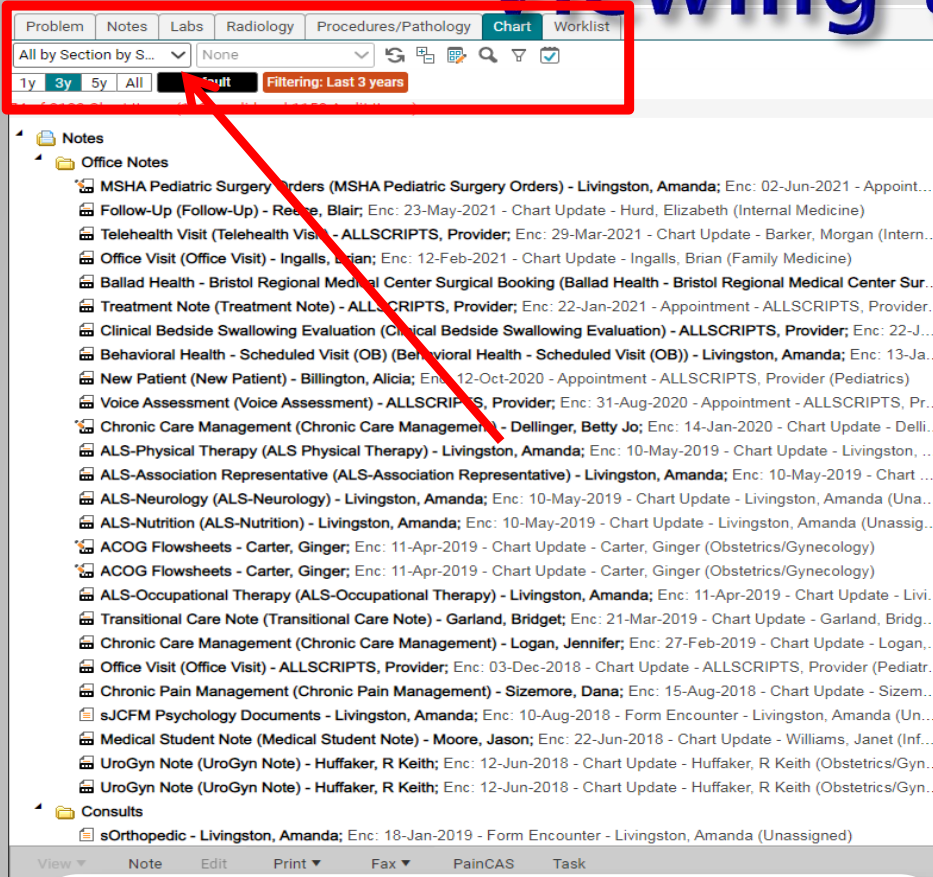 Viewing
Problem Notes Labs Radiology Procedures/Pathology Chart Worklist
All by Section by S... None
1y 3y 5y All Filtering: Last 3 years
Notes
Office Notes
MSHA Pediatric Surgery Orders (MSHA Pediatric Surgery Orders) - Livingston, Amanda; Enc: 02-Jun-2021 - Appoint...
Follow-Up (Follow-Up) - Reece, Blair; Enc: 23-May-2021 - Chart Update - Hurd, Elizabeth (Internal Medicine)
Telehealth Visit (Telehealth Visit) - ALLSCRIPTS, Provider; Enc: 29-Mar-2021 - Chart Update - Barker, Morgan (Intern...
Office Visit (Office Visit) - Ingalls, Brian; Enc: 12-Feb-2021 - Chart Update - Ingalls, Brian (Family Medicine)
Ballad Health - Bristol Regional Medical Center Surgical Booking (Ballad Health - Bristol Regional Medical Center Sur...
Treatment Note (Treatment Note) - ALLSCRIPTS, Provider; Enc: 22-Jan-2021 - Appointment - ALLSCRIPTS, Provider...
Clinical Bedside Swallowing Evaluation (Clinical Bedside Swallowing Evaluation) - ALLSCRIPTS, Provider; Enc: 22-J...
Behavioral Health - Scheduled Visit (OB) (Behavioral Health - Scheduled Visit (OB)) - Livingston, Amanda; Enc: 13-Ja...
New Patient (New Patient) - Billington, Alicia; Enc: 12-Oct-2020 - Appointment - ALLSCRIPTS, Provider (Pediatrics)
Voice Assessment (Voice Assessment) - ALLSCRIPTS, Provider; Enc: 31-Aug-2020 - Appointment - ALLSCRIPTS, Pr...
Chronic Care Management (Chronic Care Management) - Dellinger, Betty Jo; Enc: 14-Jan-2020 - Chart Update - Delli...
ALS-Physical Therapy (ALS Physical Therapy) - Livingston, Amanda; Enc: 10-May-2019 - Chart Update - Livingston, ...
ALS-Association Representative (ALS-Association Representative) - Livingston, Amanda; Enc: 10-May-2019 - Chart ...
ALS-Neurology (ALS-Neurology) - Livingston, Amanda; Enc: 10-May-2019 - Chart Update - Livingston, Amanda (Una...
ALS-Nutrition (ALS-Nutrition) - Livingston, Amanda; Enc: 10-May-2019 - Chart Update - Livingston, Amanda (Unassig...
ACOG Flowsheets - Carter, Ginger; Enc: 11-Apr-2019 - Chart Update - Carter, Ginger (Obstetrics/Gynecology)
ACOG Flowsheets - Carter, Ginger; Enc: 11-Apr-2019 - Chart Update - Carter, Ginger (Obstetrics/Gynecology)
ALS-Occupational Therapy (ALS-Occupational Therapy) - Livingston, Amanda; Enc: 11-Apr-2019 - Chart Update - Livi...
Transitional Care Note (Transitional Care Note) - Garland, Bridget; Enc: 21-Mar-2019 - Chart Update - Garland, Bridg...
Chronic Care Management (Chronic Care Management) - Logan, Jennifer; Enc: 27-Feb-2019 - Chart Update - Logan,...
Office Visit (Office Visit) - ALLSCRIPTS, Provider; Enc: 03-Dec-2018 - Chart Update - ALLSCRIPTS, Provider (Pediatr...
Chronic Pain Management (Chronic Pain Management) - Sizemore, Dana; Enc: 15-Aug-2018 - Chart Update - Sizem...
sJCFM Psychology Documents - Livingston, Amanda; Enc: 10-Aug-2018 - Form Encounter - Livingston, Amanda (Un...
Medical Student Note (Medical Student Note) - Moore, Jason; Enc: 22-Jun-2018 - Chart Update - Williams, Janet (Inf...
UroGyn Note (UroGyn Note) - Huffaker, R Keith; Enc: 12-Jun-2018 - Chart Update - Huffaker, R Keith (Obstetrics/Gyn...
UroGyn Note (UroGyn Note) - Huffaker, R Keith; Enc: 12-Jun-2018 - Chart Update - Huffaker, R Keith (Obstetrics/Gyn...
Consults
sOrthopedic - Livingston, Amanda; Enc: 18-Jan-2019 - Form Encounter - Livingston, Amanda (Unassigned)
View Note Edit Print Fax PainCAS Task